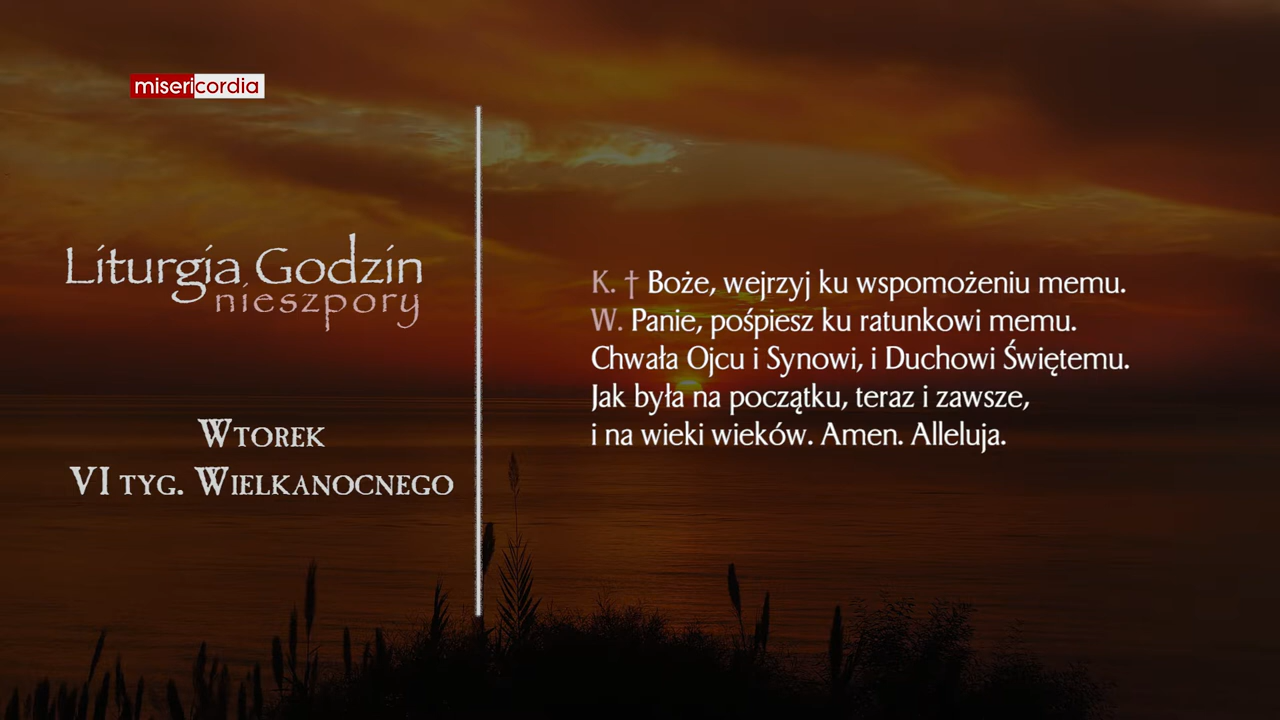 misericordia
Liturgia Godzin
nieszpory
Wtorek
VI tyg. Wielkanocnego
K. † Boże, wejrzyj ku wspomożeniu memu.
W. Panie, pośpiesz ku ratunkowi memu.
Chwała Ojcu i Synowi, i Duchowi Świętemu.
Jak była na początku, teraz i zawsze,
i na wieki wieków. Amen. Alleluja.